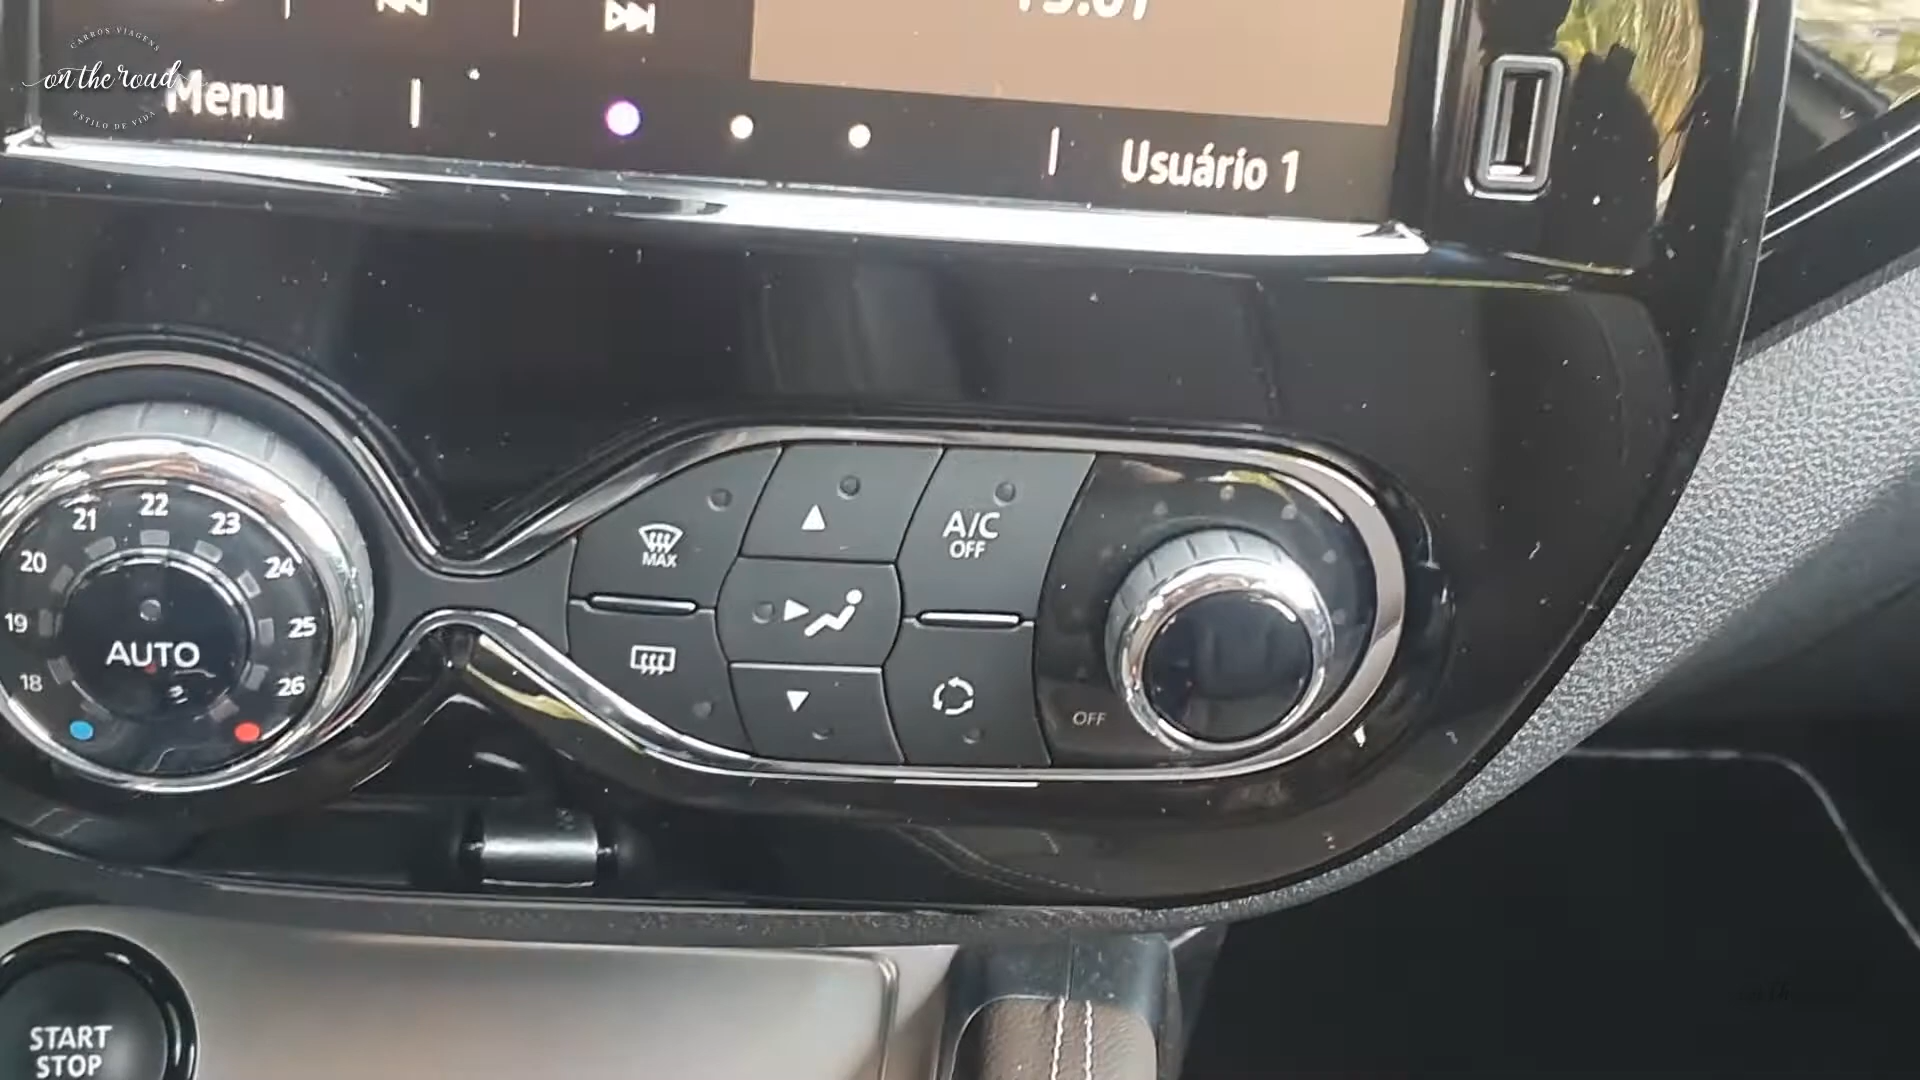 CARROS VIAGENS
on the road
ESTILO DE VIDA
Menu
Usuário 1
18
19
20
21
22
23
24
25
26
AUTO
MAX
A/C
OFF
OFF
START
STOP